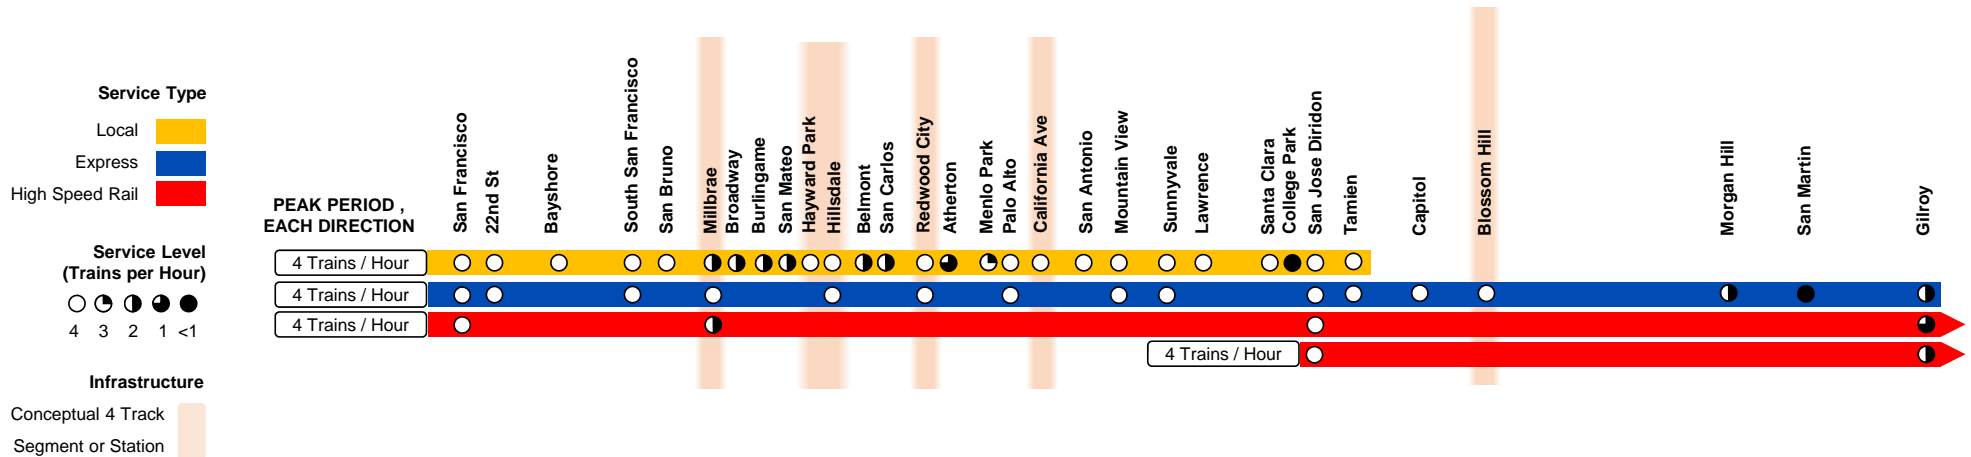 Service Type
Local
Express
High Speed Rail
Service Level
(Trains per Hour)
4 3 2 1 <1
Infrastructure
Conceptual 4 Track
Segment or Station
PEAK PERIOD ,
EACH DIRECTION
4 Trains / Hour
4 Trains / Hour
4 Trains / Hour
4 Trains / Hour
San Francisco
22nd St
Bayshore
South San Francisco
San Bruno
Millbrae
Broadway
Burlingame
San Mateo
Hayward Park
Hillsdale
Belmont
San Carlos
Redwood City
Atherton
Menlo Park
Palo Alto
California Ave
San Antonio
Mountain View
Sunnyvale
Lawrence
Santa Clara
College Park
San Jose Diridon
Tamien
Capitol
Blossom Hill
Morgan Hill
San Martin
Gilroy